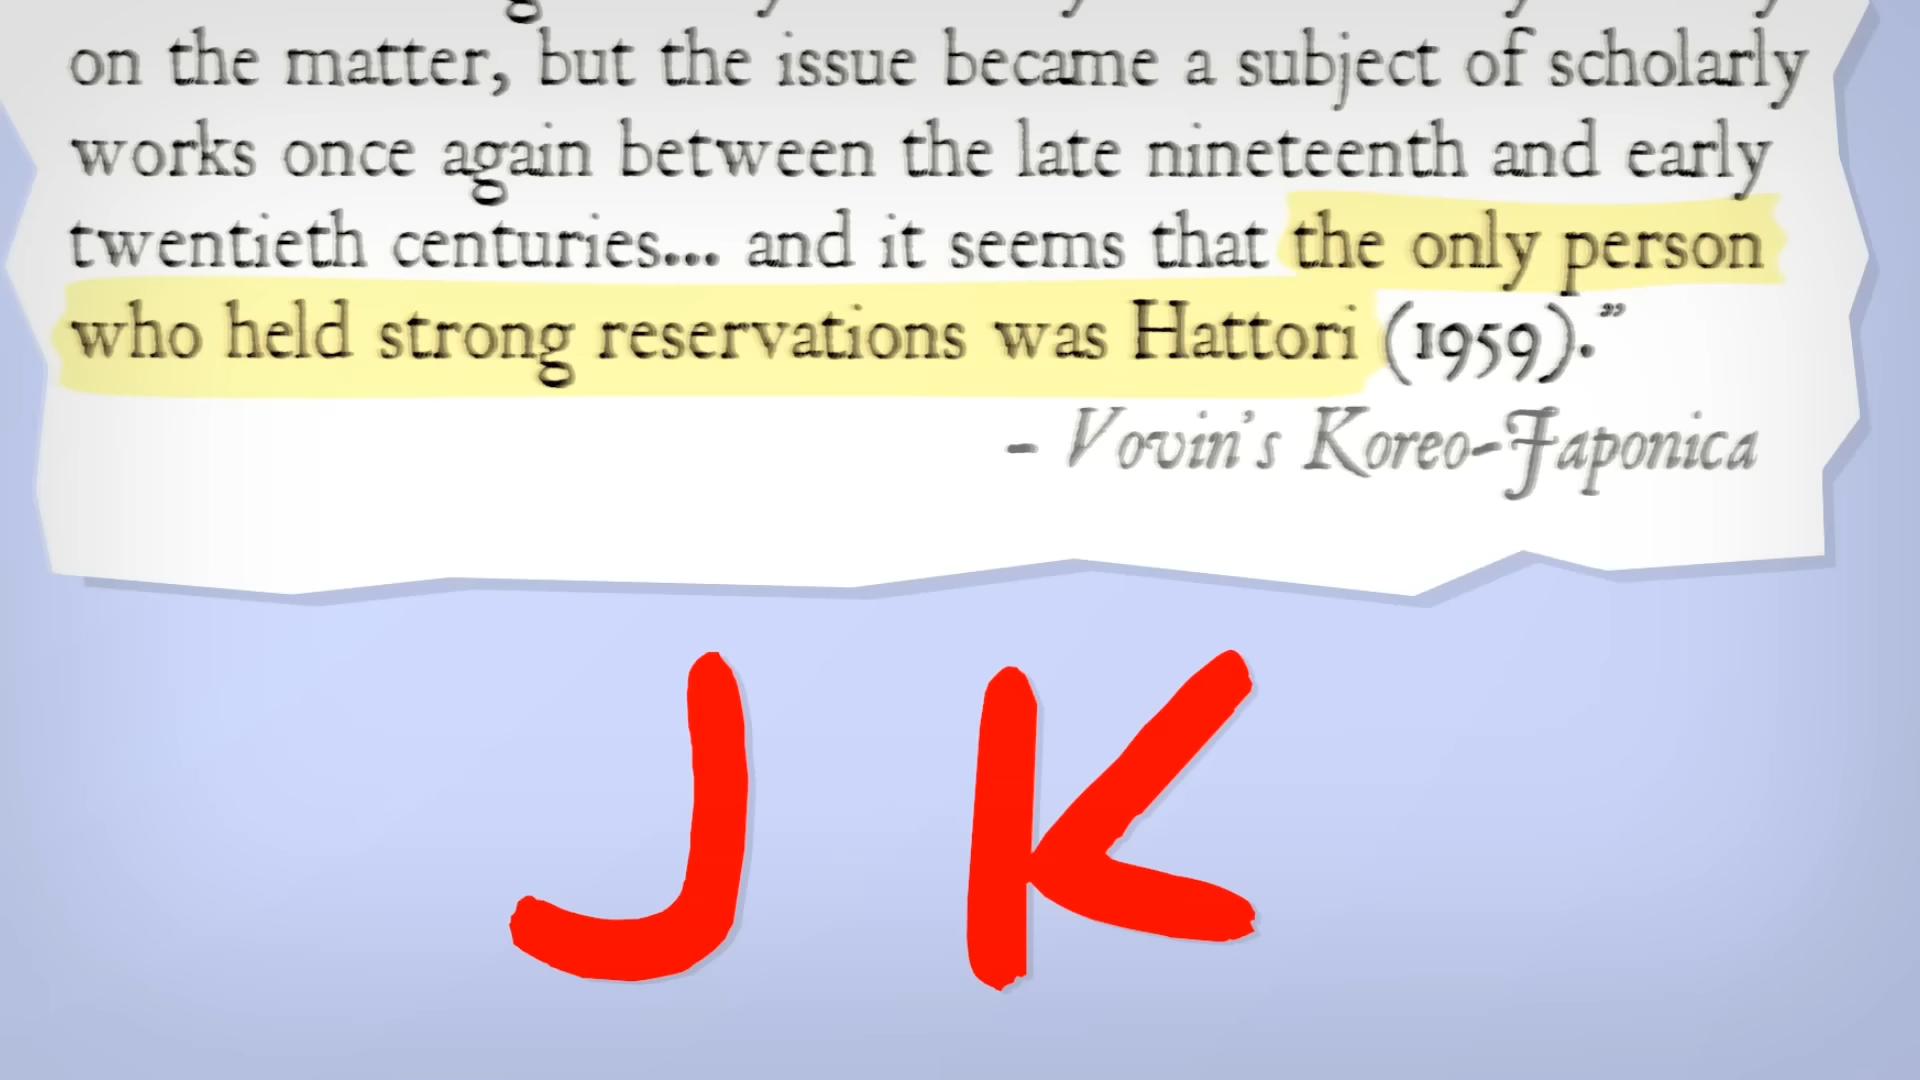 on the matter, but the issue became a subject of scholarly
works once again between the late nineteenth and early
twentieth centuries... and it seems that the only person
who held strong reservations was Hattori (1959).”
- Vovin's Koreo-Japonica
J K